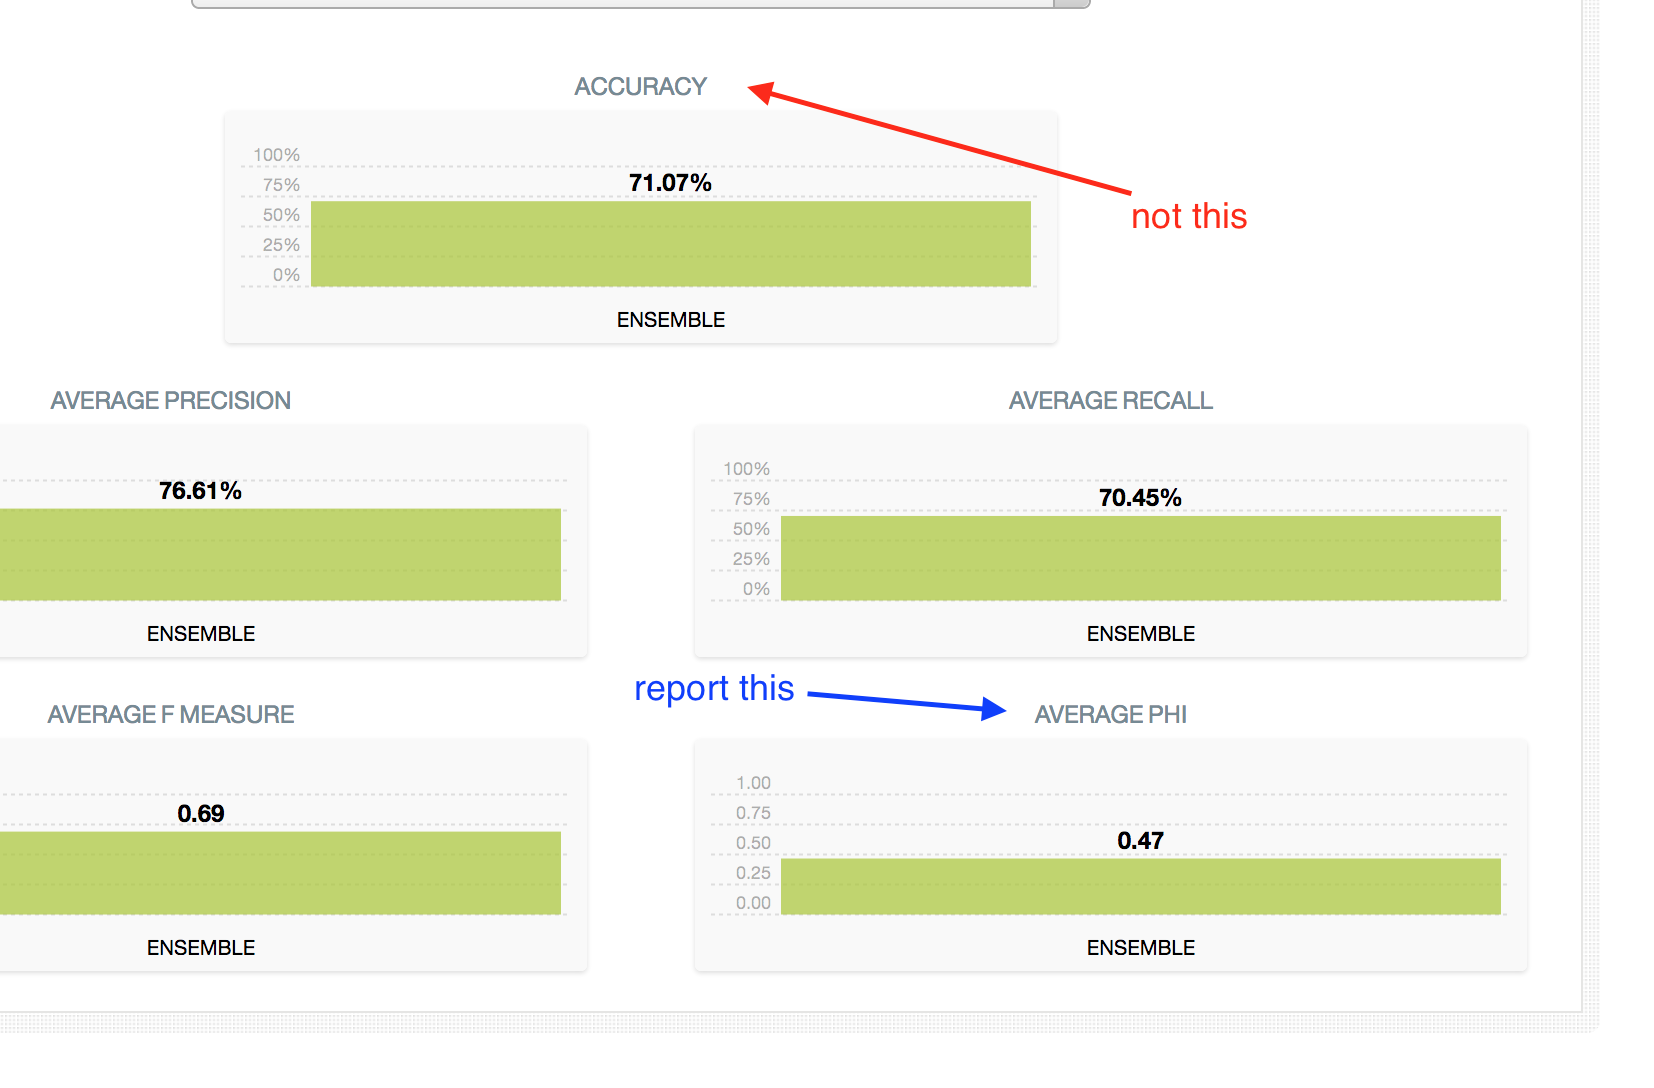 ACCURACY
100%
75%
50%
25%
0%
71.07%
ENSEMBLE
not this
AVERAGE PRECISION
76.61%
ENSEMBLE
AVERAGE RECALL
100%
75%
50%
25%
0%
70.45%
ENSEMBLE
report this
AVERAGE F MEASURE
0.69
ENSEMBLE
AVERAGE PHI
1.00
0.75
0.50
0.25
0.00
0.47
ENSEMBLE